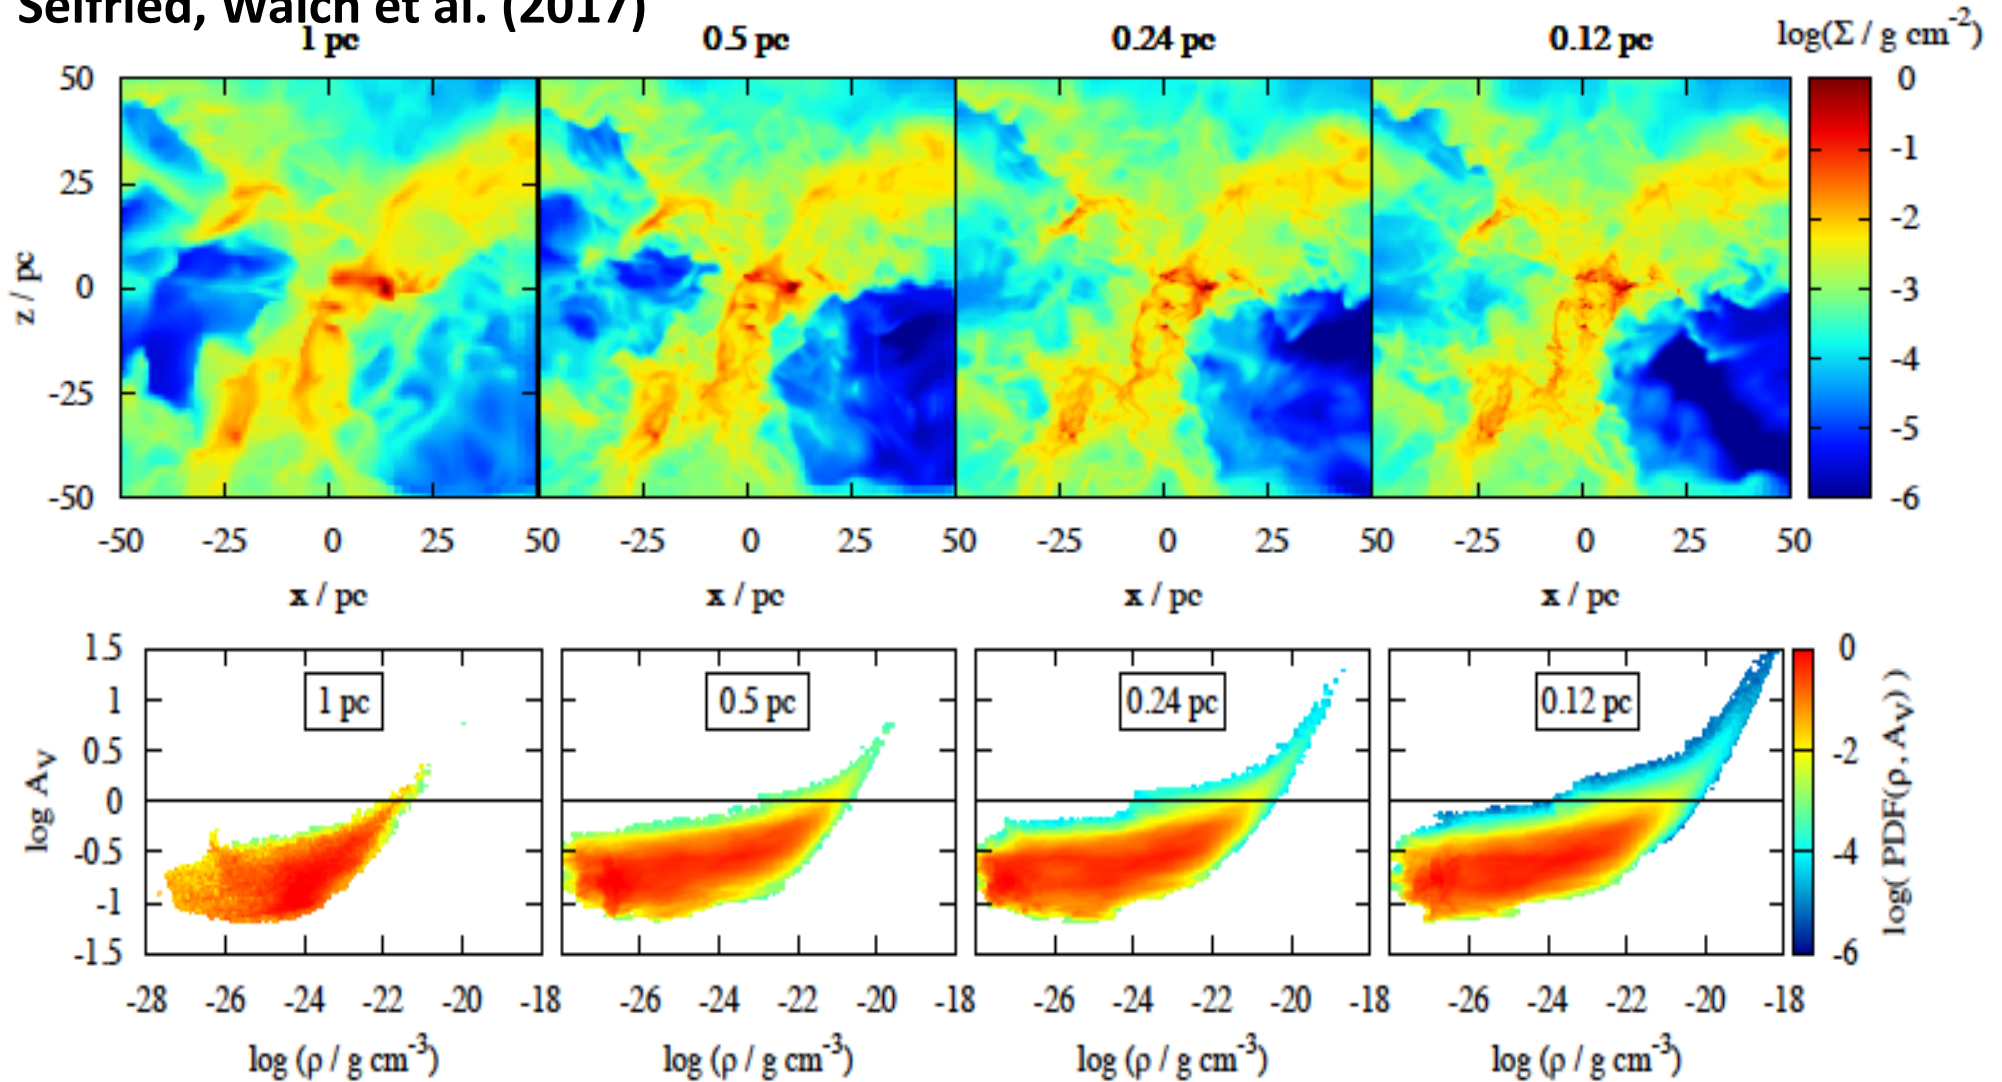 Seifried, Walch et al. (2017)
1 pc 0.5 pc 0.24 pc 0.12 pc log(Σ / g cm⁻²)
50 0
-1
25
-2
z / pc 0 -3
-4
-25
-5
-50 -6
-50 -25 0 25 50 -25 0 25 50 -25 0 25 50 -25 0 25 50
x / pc x / pc x / pc x / pc
1.5 0
1 1 pc 0.5 pc 0.24 pc 0.12 pc
0.5 -2
log Aᵥ 0 log( PDF(ρ, Aᵥ) )
-0.5 -4
-1
-1.5 -6
-28 -26 -24 -22 -20 -18 -26 -24 -22 -20 -18 -26 -24 -22 -20 -18 -26 -24 -22 -20 -18
log (ρ / g cm⁻³) log (ρ / g cm⁻³) log (ρ / g cm⁻³) log (ρ / g cm⁻³)